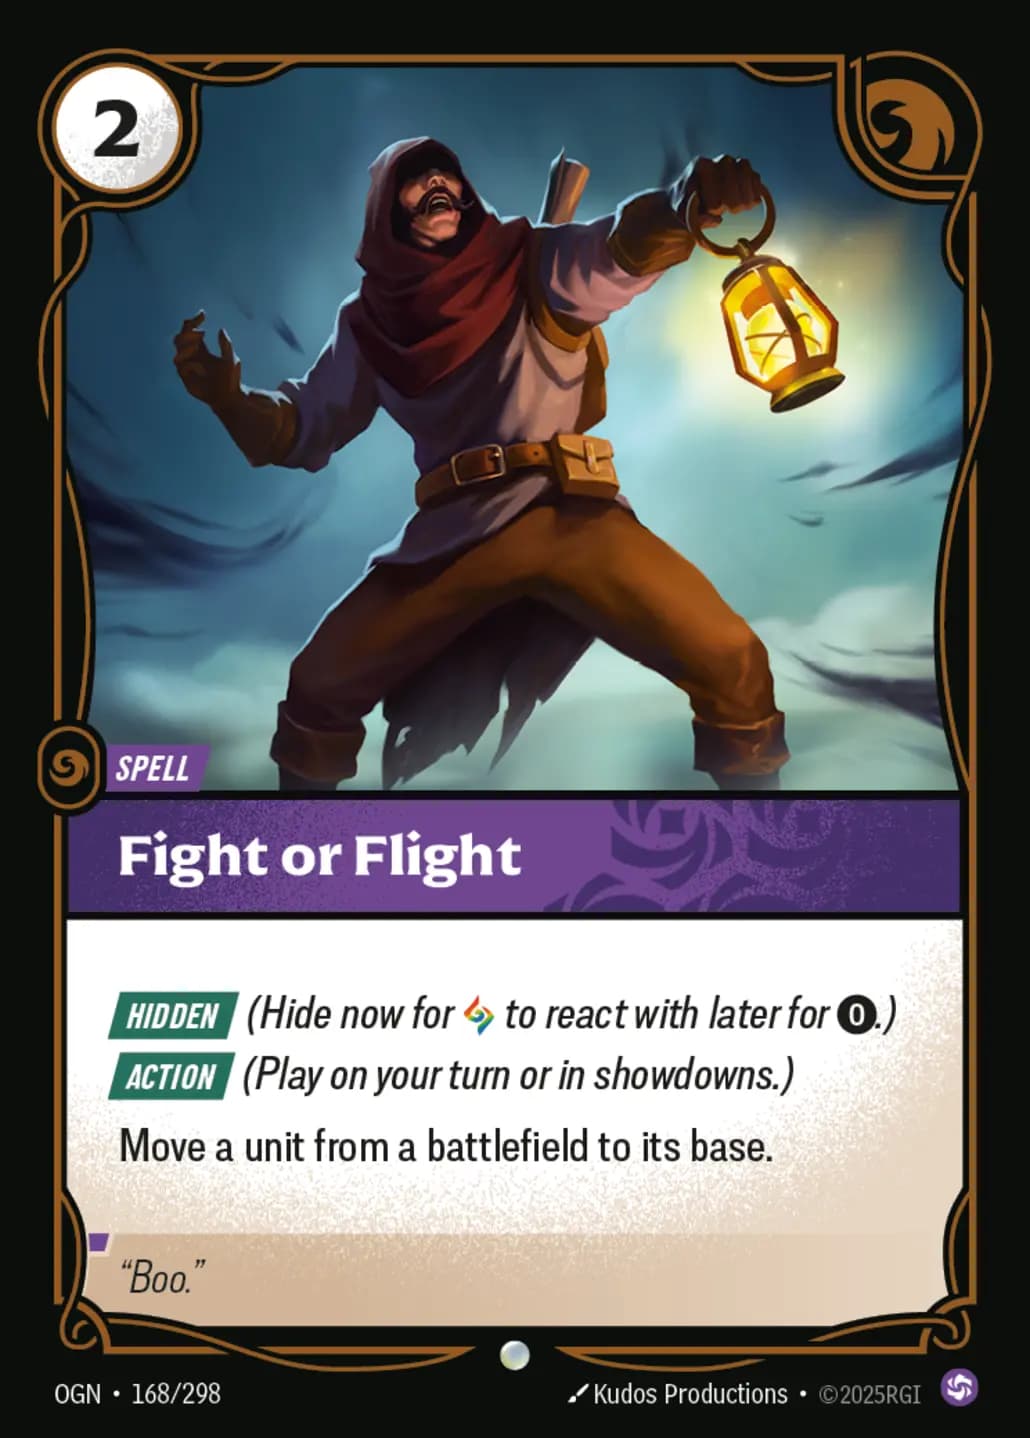 2
SPELL
Fight or Flight
HIDDEN (Hide now for to react with later for 0.)
ACTION (Play on your turn or in showdowns.)
Move a unit from a battlefield to its base.
“Boo.”
OGN • 168/298
Kudos Productions • ©2025RGI